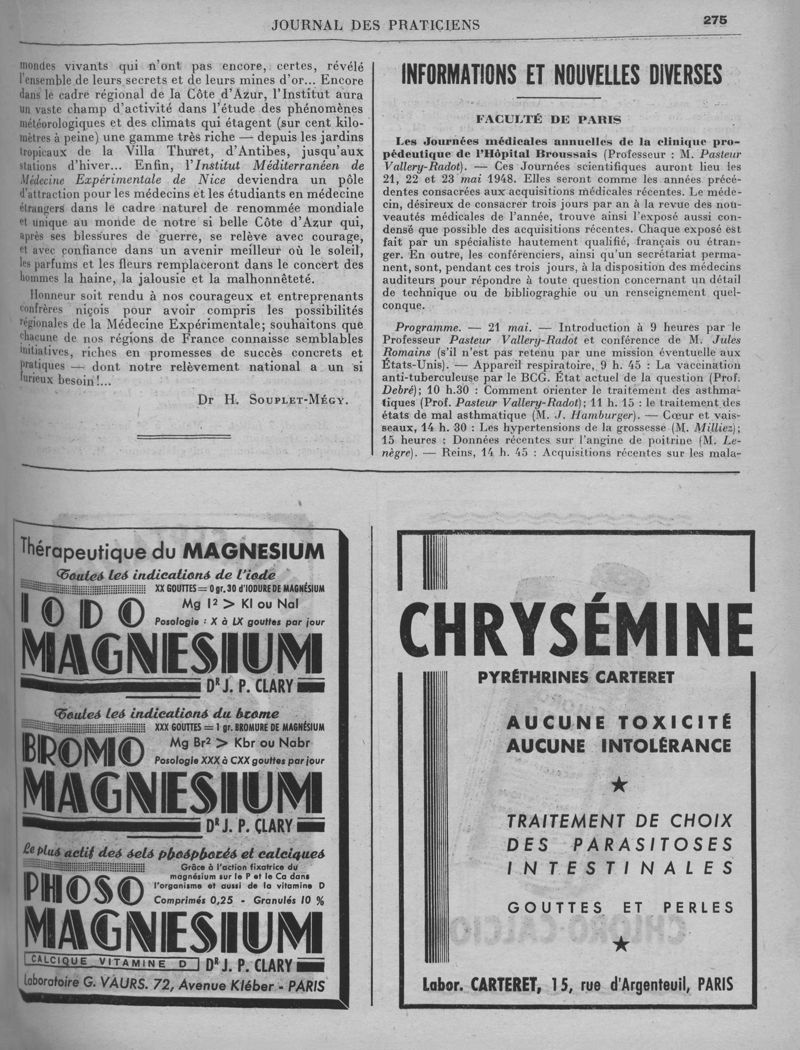 JOURNAL DES PRATICIENS
275
mondes vivants qui n'ont pas encore, certes, révélé
l'ensemble de leurs secrets et de leurs mines d'or... Encore
dans le cadre régional de la Côte d'Azur, l'Institut aura
un vaste champ d'activité dans l'étude des phénomènes
météorologiques et des climats qui étagent (sur cent kilo-
mètres à peine) une gamme très riche — depuis les jardins
tropicaux de la Villa Thuret, d'Antibes, jusqu'aux
stations d'hiver... Enfin, l'Institut Méditerranéen de
Médecine Expérimentale de Nice deviendra un pôle
d'attraction pour les médecins et les étudiants en médecine
étrangers dans le cadre naturel de renommée mondiale
et unique au monde de notre si belle Côte d'Azur qui,
après ses blessures de guerre, se relève avec courage,
et avec confiance dans un avenir meilleur où le soleil,
les parfums et les fleurs remplaceront dans le concert des
hommes la haine, la jalousie et la malhonnêteté.
Honneur soit rendu à nos courageux et entreprenants
confrères niçois pour avoir compris les possibilités
régionales de la Médecine Expérimentale; souhaitons que
chacune de nos régions de France connaisse semblables
initiatives, riches en promesses de succès concrets et
pratiques — dont notre relèvement national a un si
furieux besoin!...
Dr H. SOUPLET-MÉGY.
INFORMATIONS ET NOUVELLES DIVERSES
FACULTÉ DE PARIS
Les Journées médicales annuelles de la clinique pro-
pédeutique de l'Hôpital Broussais (Professeur : M. Pasteur
Vallery-Radot). — Ces Journées scientifiques auront lieu les
21, 22 et 23 mai 1948. Elles seront comme les années précé-
dentes consacrées aux acquisitions médicales récentes. Le méde-
cin, désireux de consacrer trois jours par an à la revue des nou-
veautés médicales de l'année, trouve ainsi l'exposé aussi con-
densé que possible des acquisitions récentes. Chaque exposé est
fait par un spécialiste hautement qualifié, français ou étran-
ger. En outre, les conférenciers, ainsi qu'un secrétariat perma-
nent, sont, pendant ces trois jours, à la disposition des médecins
auditeurs pour répondre à toute question concernant un détail
de technique ou de bibliograghie ou un renseignement quel-
conque.
Programme. — 21 mai. — Introduction à 9 heures par le
Professeur Pasteur Vallery-Radot et conférence de M. Jules
Romains (s'il n'est pas retenu par une mission éventuelle aux
États-Unis). — Appareil respiratoire, 9 h. 45 : La vaccination
anti-tuberculeuse par le BCG. État actuel de la question (Prof.
Debré); 10 h.30 : Comment orienter le traitement des asthma-
tiques (Prof. Pasteur Vallery-Radot); 11 h. 15 : le traitement des
états de mal asthmatique (M. J. Hamburger). — Cœur et vais-
seaux, 14 h. 30 : Les hypertensions de la grossesse (M. Milliez);
15 heures : Données récentes sur l'angine de poitrine (M. Le-
nègre). — Reins, 14 h. 45 : Acquisitions récentes sur les mala-
Thérapeutique du MAGNESIUM
Toutes les indications de l'iode
XX GOUTTES = 0 gr. 30 d'IODURE DE MAGNÉSIUM
IODO
Mg I2 > KI ou NaI
Posologie : X à LX gouttes par jour
MAGNESIUM
DR J. P. CLARY
Toutes les indications du brome
XXX GOUTTES = 1 gr. BROMURE DE MAGNÉSIUM
BROMO
Mg Br2 > Kbr ou Nabr
Posologie XXX à CXX gouttes par jour
MAGNESIUM
DR J. P. CLARY
Le plus actif des sels phosphorés et calciques
Grâce à l'action fixatrice du
magnésium sur le P et le Ca dans
l'organisme et aussi de la vitamine D
PHOSO
Comprimés 0,25 - Granulés 10 %
MAGNESIUM
CALCIQUE VITAMINE D
DR J. P. CLARY
Laboratoire G. VAURS. 72, Avenue Kléber - PARIS
CHRYSÉMINE
PYRÉTHRINES CARTERET
AUCUNE TOXICITÉ
AUCUNE INTOLÉRANCE
TRAITEMENT DE CHOIX
DES PARASITOSES
INTESTINALES
GOUTTES ET PERLES
Labor. CARTERET, 15, rue d'Argenteuil, PARIS